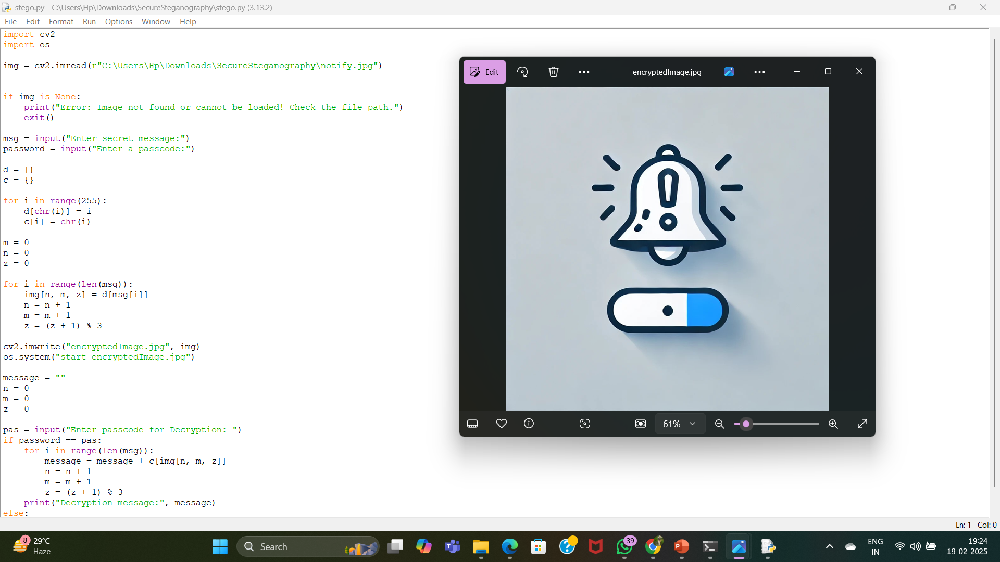 stego.py - C:\Users\Hp\Downloads\SecureSteganography\stego.py (3.13.2)
File Edit Format Run Options Window Help
import cv2
import os
img = cv2.imread(r"C:\Users\Hp\Downloads\SecureSteganography\notify.jpg")
if img is None:
    print("Error: Image not found or cannot be loaded! Check the file path.")
    exit()
msg = input("Enter secret message:")
password = input("Enter a passcode:")
d = {}
c = {}
for i in range(255):
    d[chr(i)] = i
    c[i] = chr(i)
m = 0
n = 0
z = 0
for i in range(len(msg)):
    img[n, m, z] = d[msg[i]]
    n = n + 1
    m = m + 1
    z = (z + 1) % 3
cv2.imwrite("encryptedImage.jpg", img)
os.system("start encryptedImage.jpg")
message = ""
n = 0
m = 0
z = 0
pas = input("Enter passcode for Decryption: ")
if password == pas:
    for i in range(len(msg)):
        message = message + c[img[n, m, z]]
        n = n + 1
        m = m + 1
        z = (z + 1) % 3
    print("Decryption message:", message)
else:
Edit
encryptedImage.jpg
61%
Ln: 1 Col: 0
8
29°C
Haze
Search
39
ENG
IN
19:24
19-02-2025